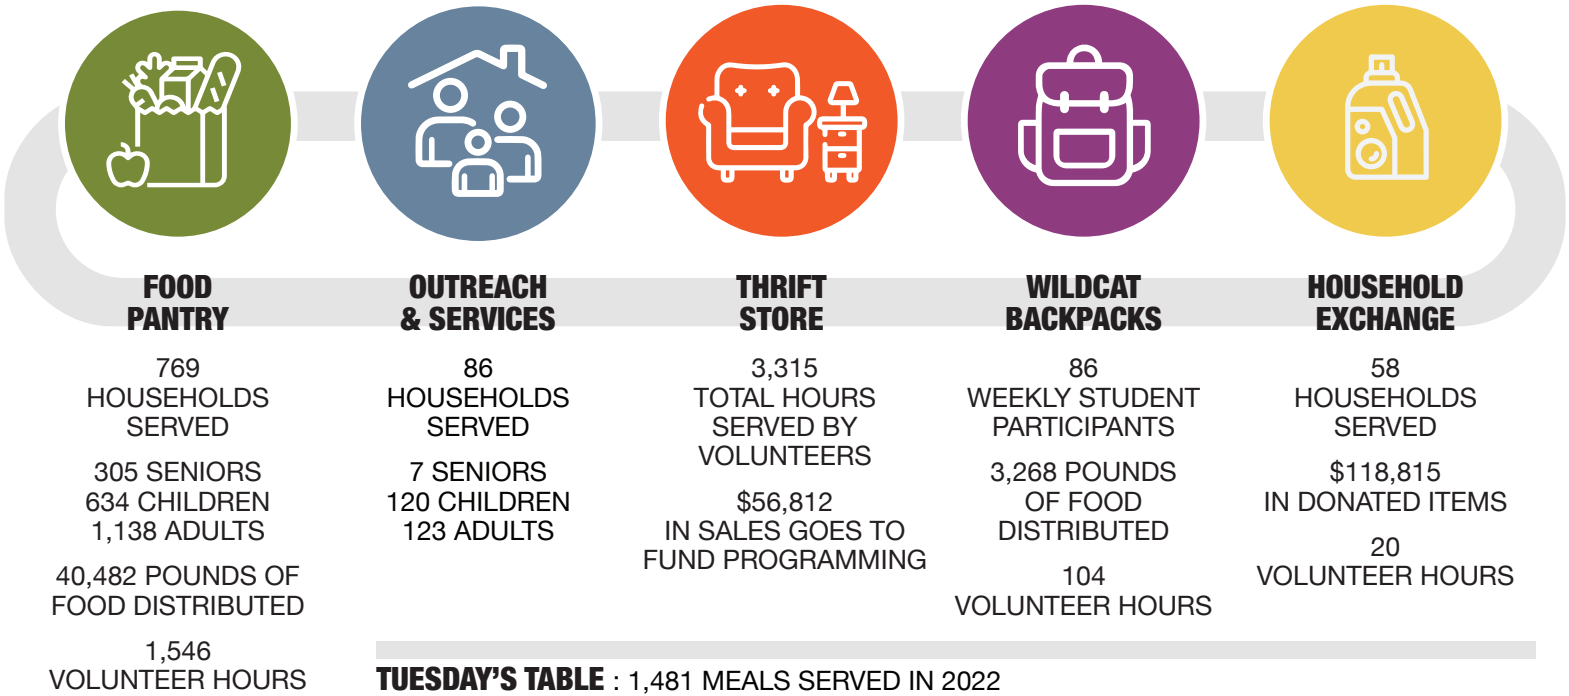 FOOD
PANTRY
769
HOUSEHOLDS
SERVED
305 SENIORS
634 CHILDREN
1,138 ADULTS
40,482 POUNDS OF
FOOD DISTRIBUTED
1,546
VOLUNTEER HOURS
OUTREACH
& SERVICES
86
HOUSEHOLDS
SERVED
7 SENIORS
120 CHILDREN
123 ADULTS
THRIFT
STORE
3,315
TOTAL HOURS
SERVED BY
VOLUNTEERS
$56,812
IN SALES GOES TO
FUND PROGRAMMING
WILDCAT
BACKPACKS
86
WEEKLY STUDENT
PARTICIPANTS
3,268 POUNDS
OF FOOD
DISTRIBUTED
104
VOLUNTEER HOURS
HOUSEHOLD
EXCHANGE
58
HOUSEHOLDS
SERVED
$118,815
IN DONATED ITEMS
20
VOLUNTEER HOURS
TUESDAY'S TABLE : 1,481 MEALS SERVED IN 2022